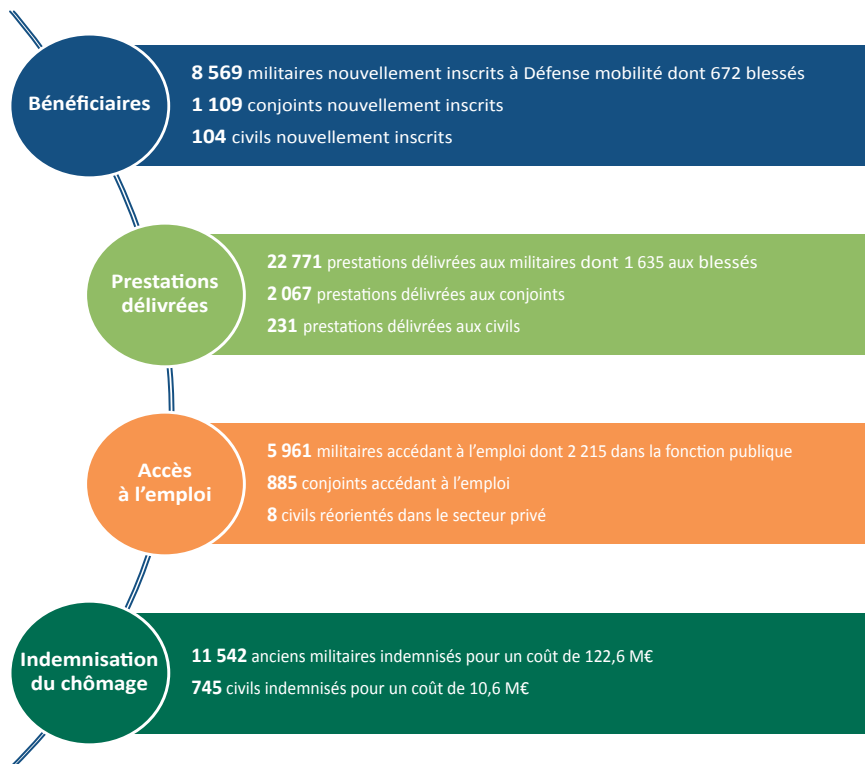 Bénéficiaires
8 569 militaires nouvellement inscrits à Défense mobilité dont 672 blessés
1 109 conjoints nouvellement inscrits
104 civils nouvellement inscrits
Prestations
délivrées
22 771 prestations délivrées aux militaires dont 1 635 aux blessés
2 067 prestations délivrées aux conjoints
231 prestations délivrées aux civils
Accès
à l’emploi
5 961 militaires accédant à l’emploi dont 2 215 dans la fonction publique
885 conjoints accédant à l’emploi
8 civils réorientés dans le secteur privé
Indemnisation
du chômage
11 542 anciens militaires indemnisés pour un coût de 122,6 M€
745 civils indemnisés pour un coût de 10,6 M€